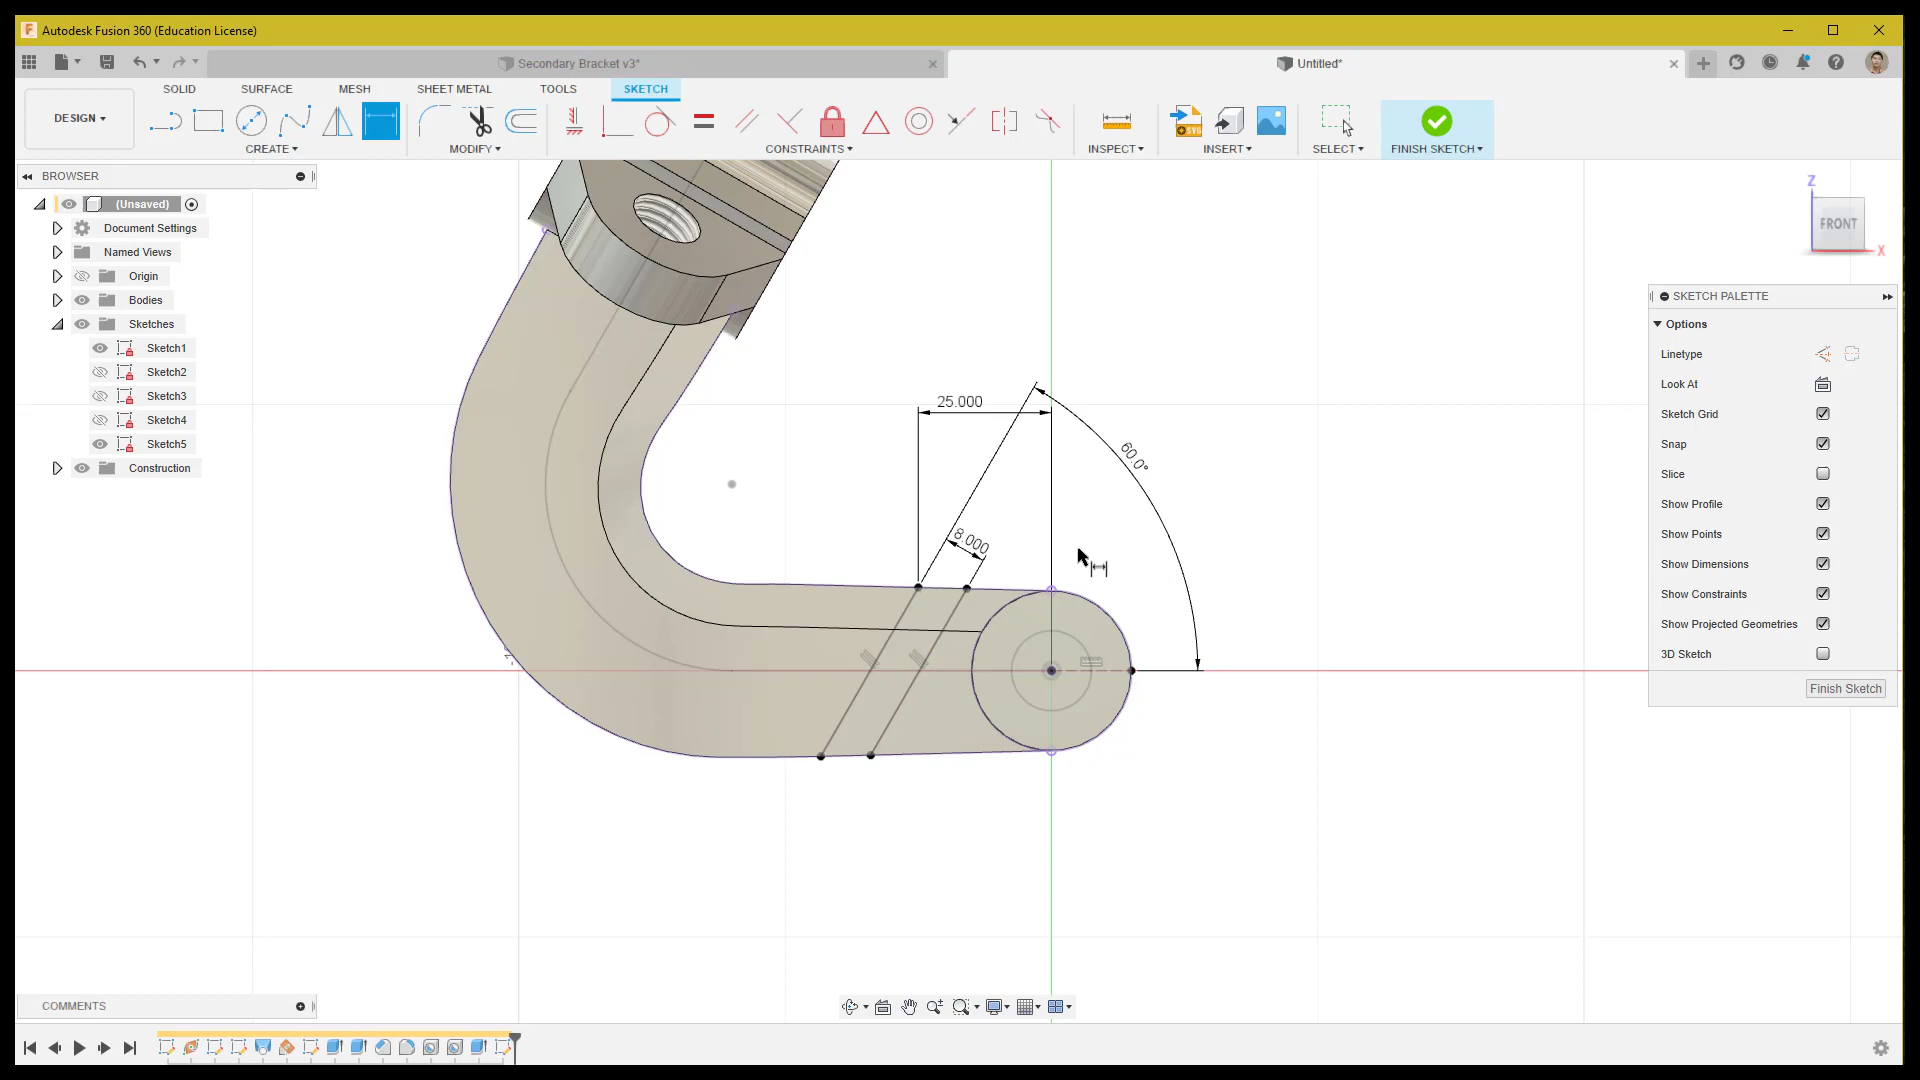 Autodesk Fusion 360 (Education License)
Secondary Bracket v3*
Untitled*
SOLID
SURFACE
MESH
SHEET METAL
TOOLS
SKETCH
DESIGN
CREATE
MODIFY
CONSTRAINTS
INSPECT
INSERT
SELECT
FINISH SKETCH
SVG
BROWSER
(Unsaved)
Document Settings
Named Views
Origin
Bodies
Sketches
Sketch1
Sketch2
Sketch3
Sketch4
Sketch5
Construction
Z
FRONT
X
SKETCH PALETTE
Options
Linetype
Look At
Sketch Grid
Snap
Slice
Show Profile
Show Points
Show Dimensions
Show Constraints
Show Projected Geometries
3D Sketch
Finish Sketch
25.000
60.0°
8.000
COMMENTS